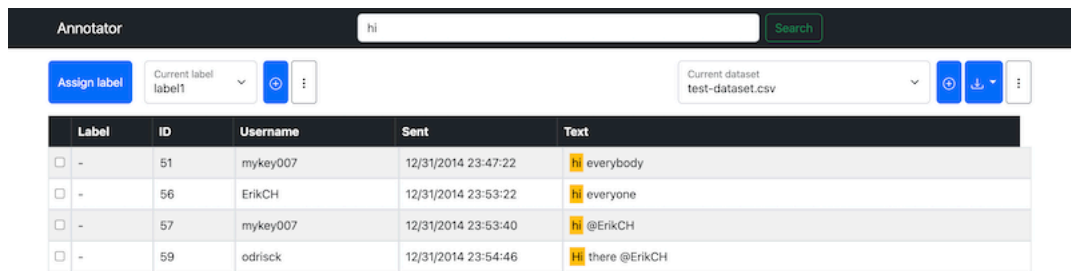 Annotator hi Search
Assign label Current label label1 Current dataset test-dataset.csv
Label ID Username Sent Text
- 51 mykey007 12/31/2014 23:47:22 hi everybody
- 56 ErikCH 12/31/2014 23:53:22 hi everyone
- 57 mykey007 12/31/2014 23:53:40 hi @ErikCH
- 59 odrisck 12/31/2014 23:54:46 Hi there @ErikCH